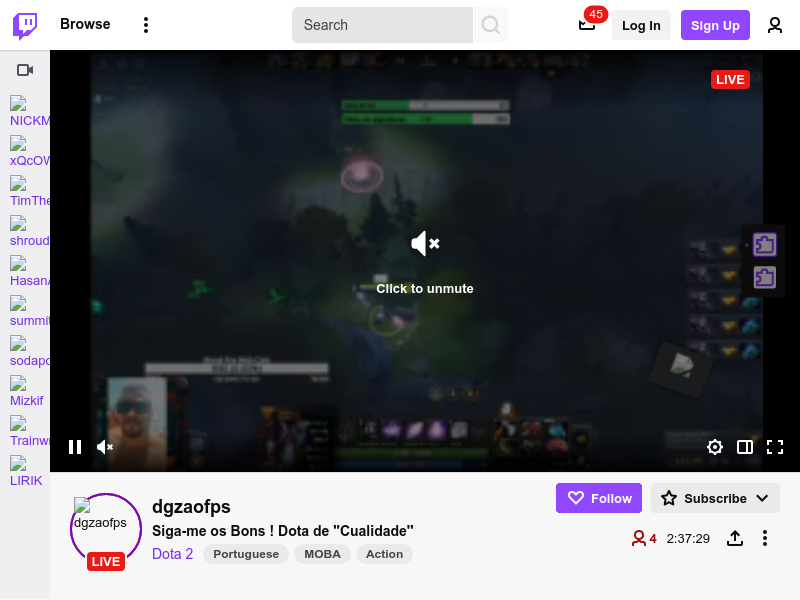 Browse
Search
45
Log In
Sign Up
NICKM
xQcOW
TimThe
shroud
HasanA
summit
sodapo
Mizkif
Trainwr
LIRIK
LIVE
Click to unmute
dgzaofps
LIVE
dgzaofps
Siga-me os Bons ! Dota de "Cualidade"
Dota 2
Portuguese
MOBA
Action
Follow
Subscribe
4
2:37:29